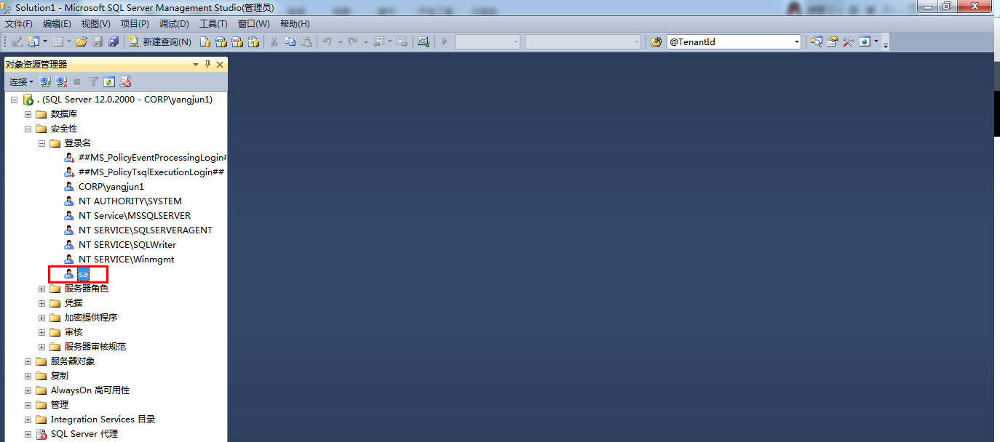 Solution1 - Microsoft SQL Server Management Studio(管理员)
文件(F) 编辑(E) 视图(V) 项目(P) 调试(D) 工具(T) 窗口(W) 帮助(H)
新建查询(N) @TenantId
对象资源管理器
连接
. (SQL Server 12.0.2000 - CORP\yangjun1)
数据库
安全性
登录名
##MS_PolicyEventProcessingLogin#
##MS_PolicyTsqlExecutionLogin##
CORP\yangjun1
NT AUTHORITY\SYSTEM
NT Service\MSSQLSERVER
NT SERVICE\SQLSERVERAGENT
NT SERVICE\SQLWriter
NT SERVICE\Winmgmt
sa
服务器角色
凭据
加密提供程序
审核
服务器审核规范
服务器对象
复制
AlwaysOn 高可用性
管理
Integration Services 目录
SQL Server 代理